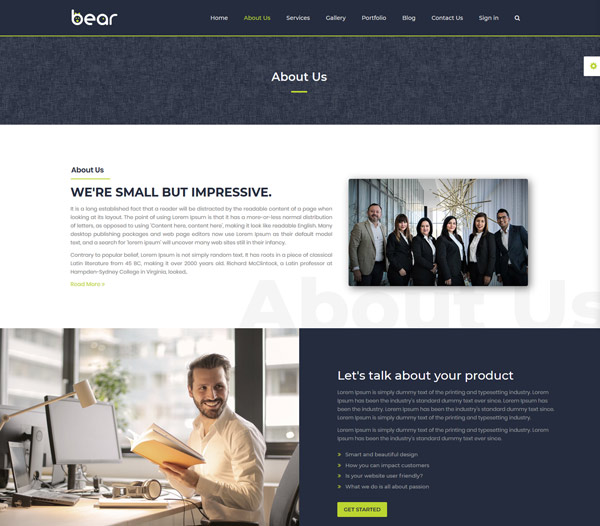 bear
Home About Us Services Gallery Portfolio Blog Contact Us Sign in
About Us
About Us
WE'RE SMALL BUT IMPRESSIVE.
It is a long established fact that a reader will be distracted by the readable content of a page when
looking at its layout. The point of using Lorem Ipsum is that it has a more-or-less normal distribution
of letters, as opposed to using 'Content here, content here', making it look like readable English. Many
desktop publishing packages and web page editors now use Lorem Ipsum as their default model
text, and a search for 'lorem ipsum' will uncover many web sites still in their infancy.
Contrary to popular belief, Lorem Ipsum is not simply random text. It has roots in a piece of classical
Latin literature from 45 BC, making it over 2000 years old. Richard McClintock, a Latin professor at
Hampden-Sydney College in Virginia, looked..
Read More »
About Us
Let's talk about your product
Lorem Ipsum is simply dummy text of the printing and typesetting industry. Lorem
Ipsum has been the industry's standard dummy text ever since. Lorem Ipsum is
simply dummy text of the printing and typesetting industry. Lorem Ipsum has been
the industry's standard dummy text ever since.
Lorem Ipsum is simply dummy text of the printing and typesetting industry. Lorem
Ipsum has been the industry's standard dummy text ever since.
» Smart and beautiful design
» How you can impact customers
» Is your website user friendly?
» What we do is all about passion
GET STARTED